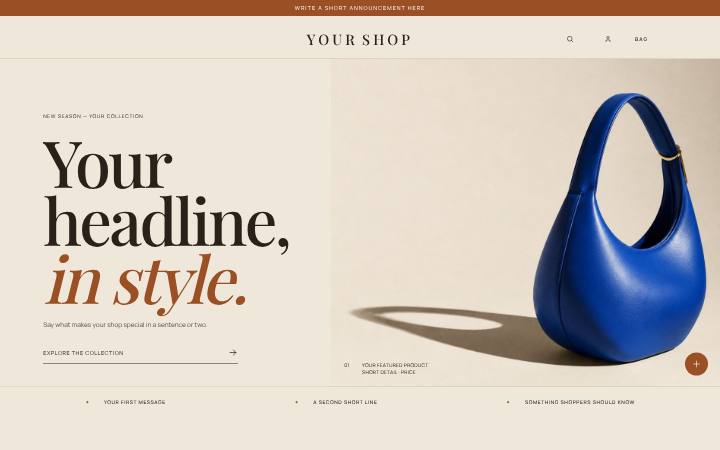 WRITE A SHORT ANNOUNCEMENT HERE
YOUR SHOP
BAG
NEW SEASON — YOUR COLLECTION
Your
headline,
in style.
Say what makes your shop special in a sentence or two.
EXPLORE THE COLLECTION
01 YOUR FEATURED PRODUCT
SHORT DETAIL · PRICE
YOUR FIRST MESSAGE
A SECOND SHORT LINE
SOMETHING SHOPPERS SHOULD KNOW